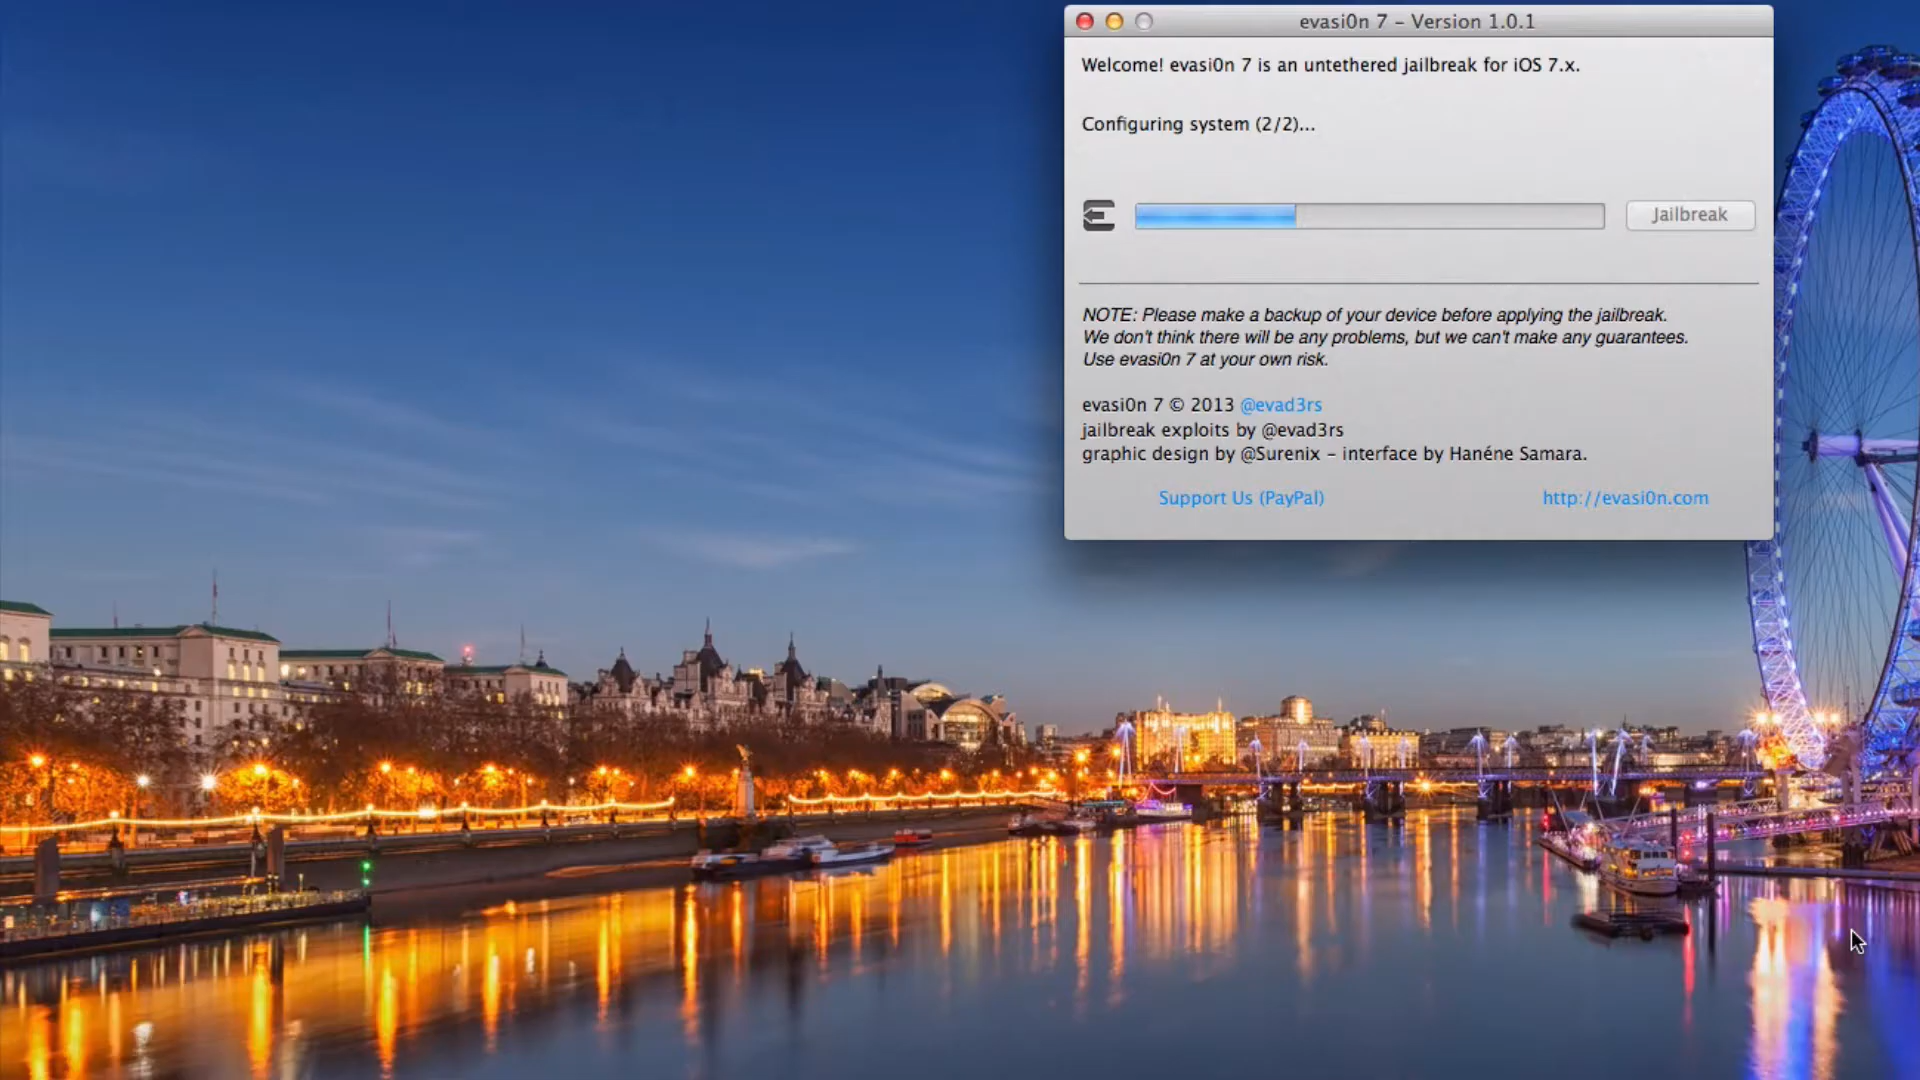 evasi0n 7 – Version 1.0.1
Welcome! evasi0n 7 is an untethered jailbreak for iOS 7.x.
Configuring system (2/2)...
Jailbreak
NOTE: Please make a backup of your device before applying the jailbreak.
We don't think there will be any problems, but we can't make any guarantees.
Use evasi0n 7 at your own risk.
evasi0n 7 © 2013 @evad3rs
jailbreak exploits by @evad3rs
graphic design by @Surenix – interface by Hanéne Samara.
Support Us (PayPal)
http://evasi0n.com